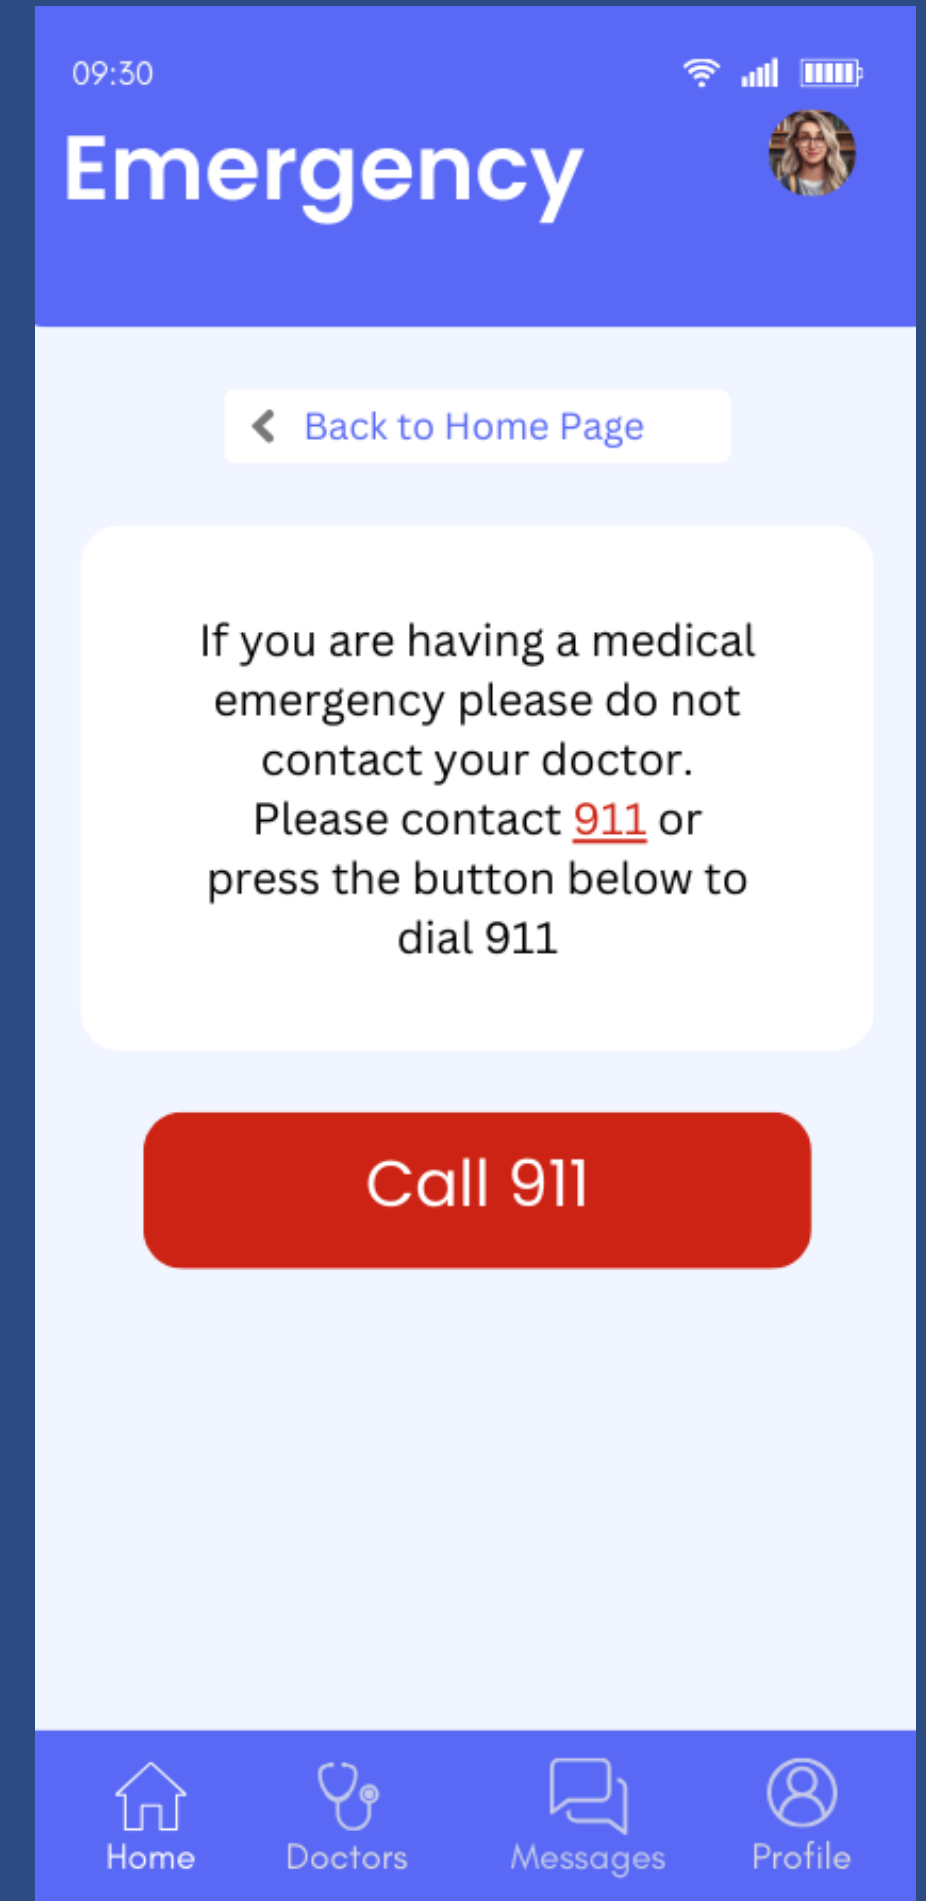 09:30
Emergency
Back to Home Page
If you are having a medical
emergency please do not
contact your doctor.
Please contact 911 or
press the button below to
dial 911
Call 911
Home Doctors Messages Profile